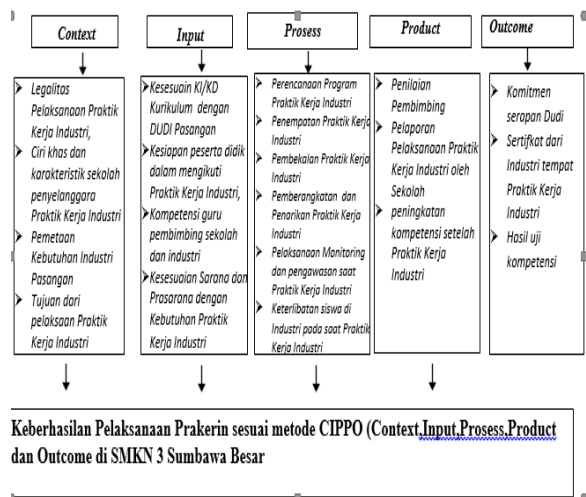 Context
Legalitas
Pelaksanaan Praktik
Kerja Industri,
Ciri khas dan
karakteristik sekolah
penyelanggara
Praktik Kerja Industri
Pemetaan
Kebutuhan Industri
Pasangan
Tujuan dari
pelaksaan Praktik
Kerja Industri
Input
Kesesuain KI/KD
Kurikulum dengan
DUDI Pasangan
Kesiapan peserta didik
dalam mengikuti
Praktik Kerja Industri,
Kompetensi guru
pembimbing sekolah
dan industri
Kesesuaian Sarana dan
Prasarana dengan
Kebutuhan Praktik
Kerja Industri
Prosess
Perencanaan Program
Praktik Kerja Industri
Penempatan Praktik Kerja
Industri
Pembekalan Praktik Kerja
Industri
Pemberangkatan dan
Penarikan Praktik Kerja
Industri
Pelaksanaan Monitoring
dan pengawasan saat
Praktik Kerja Industri
Keterlibatan siswa di
Industri pada saat Praktik
Kerja Industri
Product
Penilaian
Pembimbing
Pelaporan
Pelaksanaan Praktik
Kerja Industri oleh
Sekolah
peningkatan
kompetensi setelah
Praktik Kerja
Industri
Outcome
Komitmen
serapan Dudi
Sertifkat dari
Industri tempat
Praktik Kerja
Industri
Hasil uji
kompetensi
Keberhasilan Pelaksanaan Prakerin sesuai metode CIPPO (Context,Input,Prosess,Product
dan Outcome di SMKN 3 Sumbawa Besar